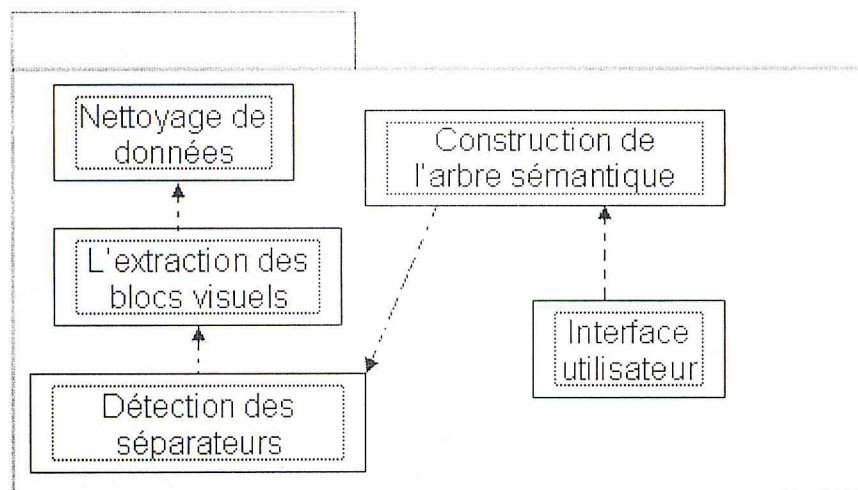 Nettoyage de
données
Construction de
l'arbre sémantique
L'extraction des
blocs visuels
Interface
utilisateur
Détection des
séparateurs